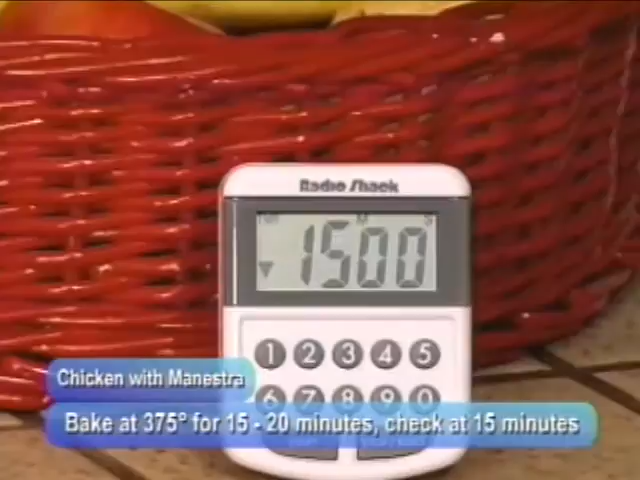 Radio Shack
M S
1500
1 2 3 4 5
6 7 8 9 0
Chicken with Manestra
Bake at 375° for 15 - 20 minutes, check at 15 minutes